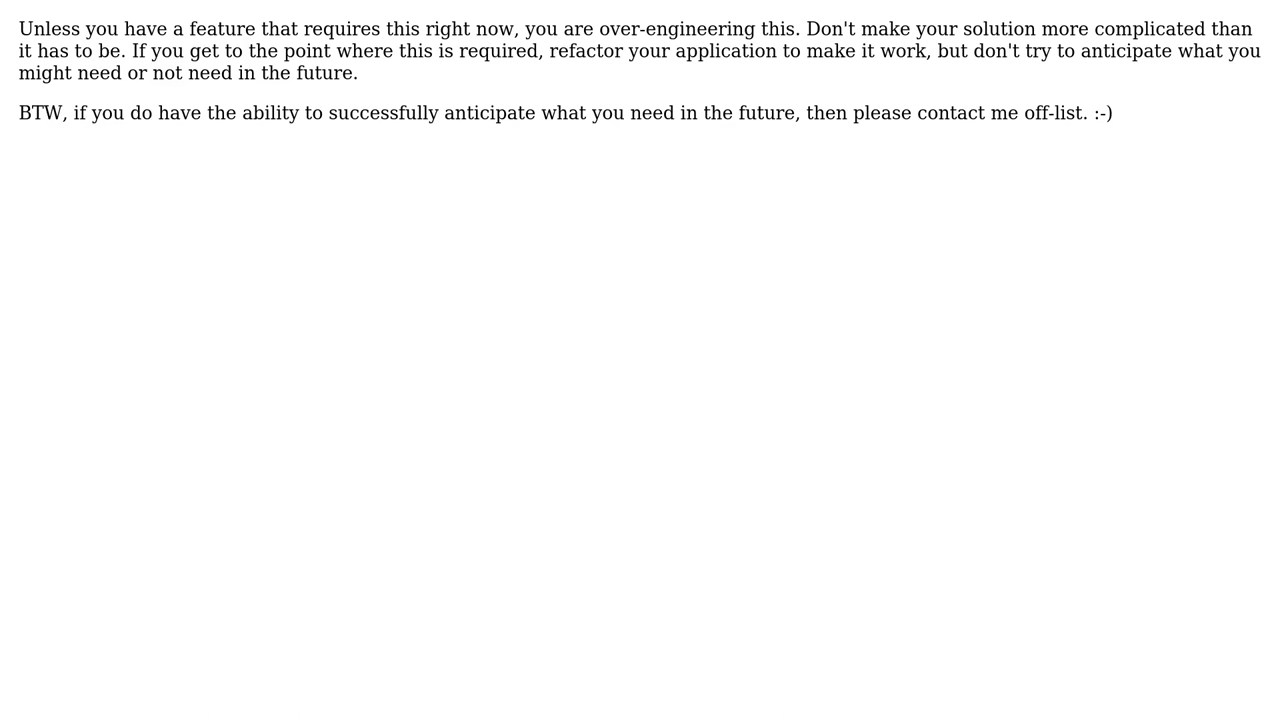 Unless you have a feature that requires this right now, you are over-engineering this. Don't make your solution more complicated than
it has to be. If you get to the point where this is required, refactor your application to make it work, but don't try to anticipate what you
might need or not need in the future.
BTW, if you do have the ability to successfully anticipate what you need in the future, then please contact me off-list. :-)